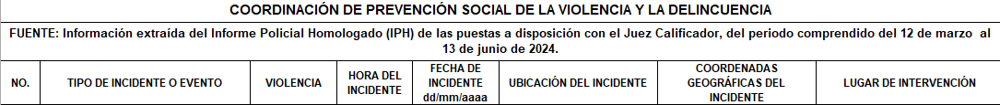 COORDINACIÓN DE PREVENCIÓN SOCIAL DE LA VIOLENCIA Y LA DELINCUENCIA
FUENTE: Información extraída del Informe Policial Homologado (IPH) de las puestas a disposición con el Juez Calificador, del periodo comprendido del 12 de marzo al
13 de junio de 2024.
NO.
TIPO DE INCIDENTE O EVENTO
VIOLENCIA
HORA DEL
INCIDENTE
FECHA DE
INCIDENTE
dd/mm/aaaa
UBICACIÓN DEL INCIDENTE
COORDENADAS
GEOGRÁFICAS DEL
INCIDENTE
LUGAR DE INTERVENCIÓN